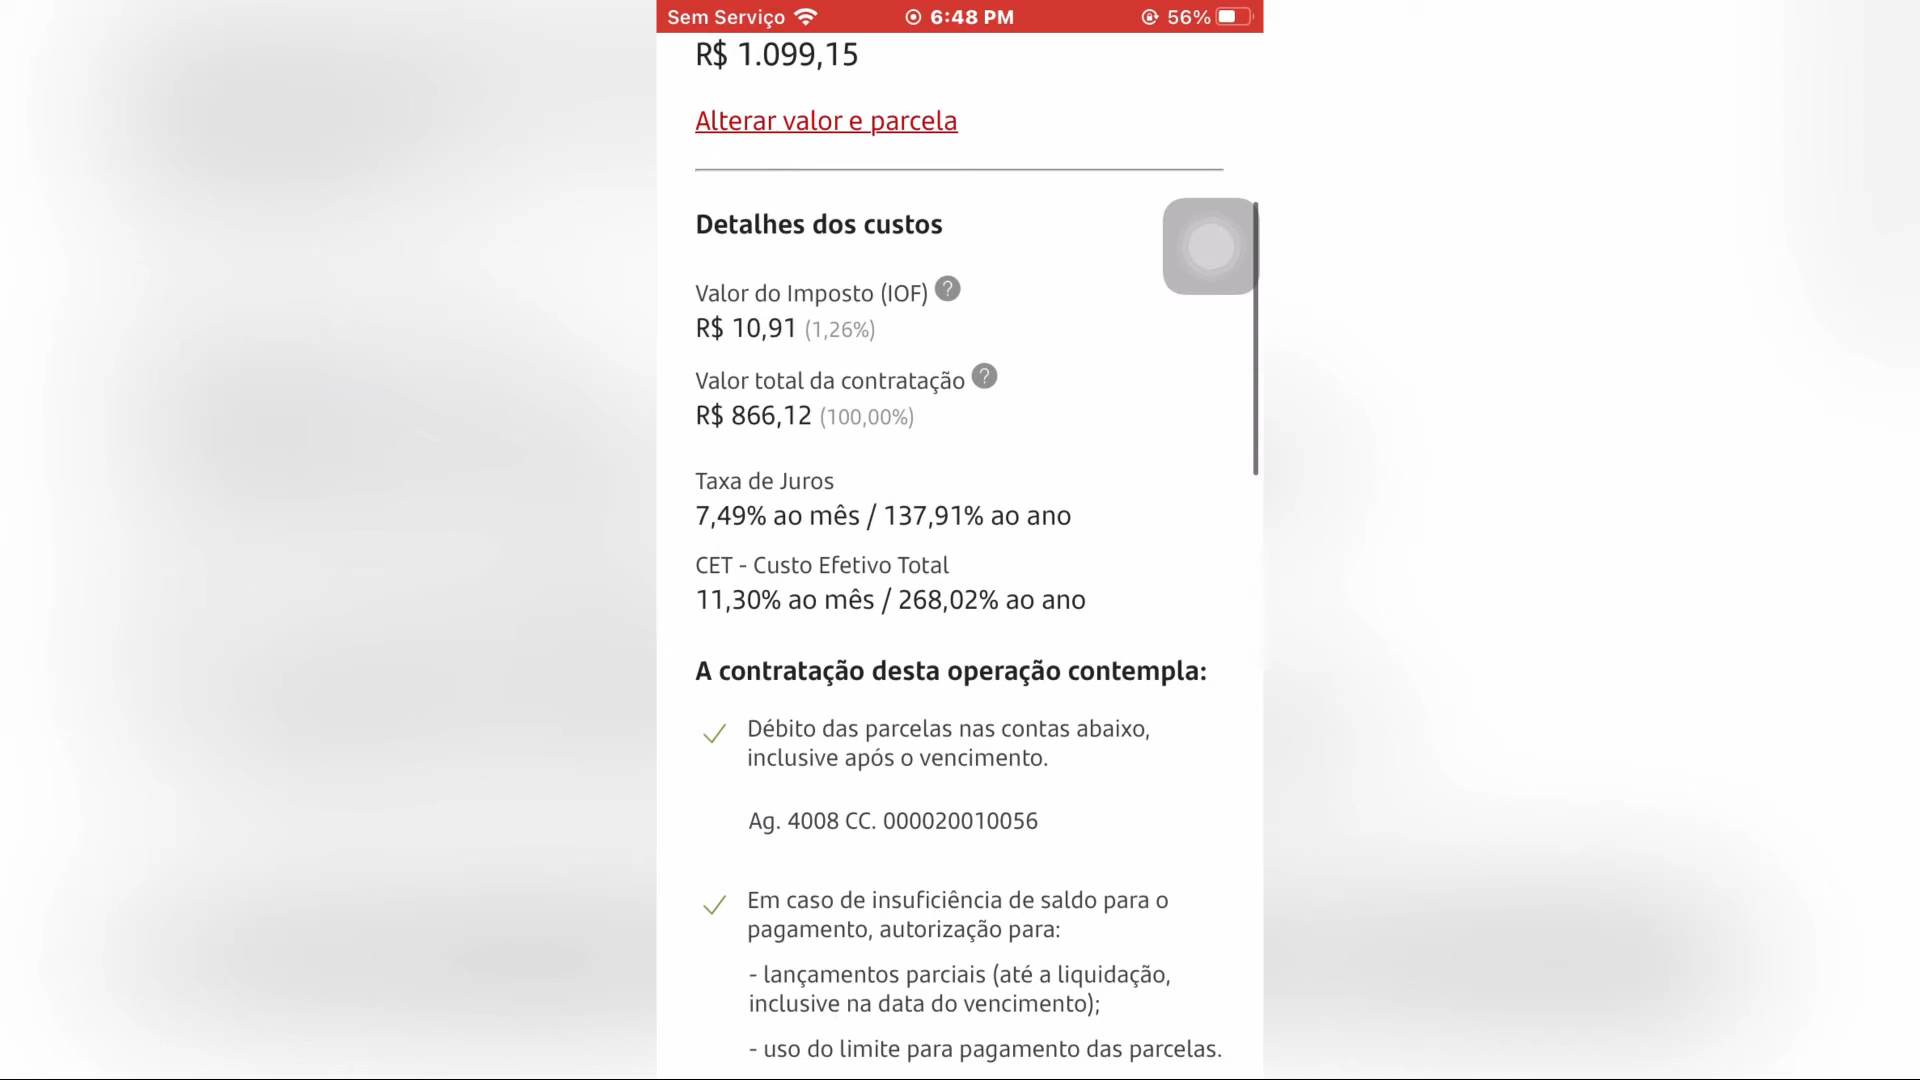 Sem Serviço 6:48 PM 56%
R$ 1.099,15
Alterar valor e parcela
Detalhes dos custos
Valor do Imposto (IOF) ?
R$ 10,91 (1,26%)
Valor total da contratação ?
R$ 866,12 (100,00%)
Taxa de Juros
7,49% ao mês / 137,91% ao ano
CET - Custo Efetivo Total
11,30% ao mês / 268,02% ao ano
A contratação desta operação contempla:
Débito das parcelas nas contas abaixo,
inclusive após o vencimento.
Ag. 4008 CC. 000020010056
Em caso de insuficiência de saldo para o
pagamento, autorização para:
- lançamentos parciais (até a liquidação,
inclusive na data do vencimento);
- uso do limite para pagamento das parcelas.